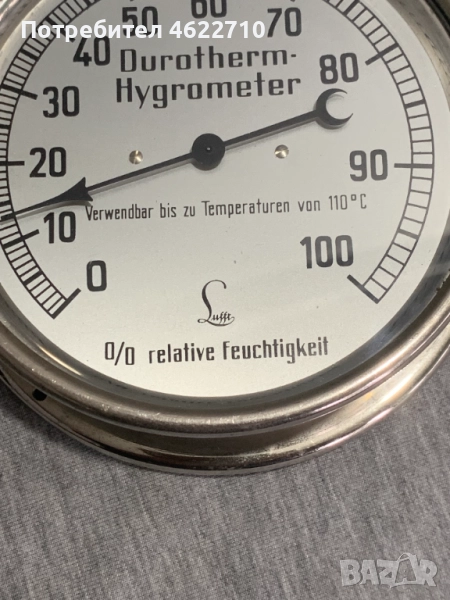 Потребител 4622710
50
60
70
40
80
30
20
90
10
0
100
Durotherm-
Hygrometer
Verwendbar bis zu Temperaturen von 110°C
Lufft
0/0 relative Feuchtigkeit
BAZAR